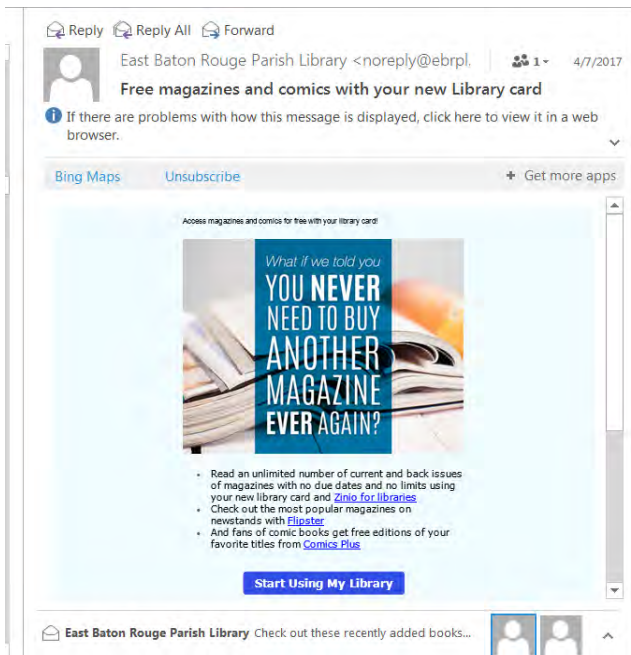 Reply Reply All Forward
East Baton Rouge Parish Library <noreply@ebrpl. 1 4/7/2017
Free magazines and comics with your new Library card
If there are problems with how this message is displayed, click here to view it in a web
browser.
Bing Maps Unsubscribe + Get more apps
Access magazines and comics for free with your library card!
What if we told you
YOU NEVER
NEED TO BUY
ANOTHER
MAGAZINE
EVER AGAIN?
• Read an unlimited number of current and back issues
of magazines with no due dates and no limits using
your new library card and Zinio for libraries
• Check out the most popular magazines on
newstands with Flipster
• And fans of comic books get free editions of your
favorite titles from Comics Plus
Start Using My Library
East Baton Rouge Parish Library Check out these recently added books...